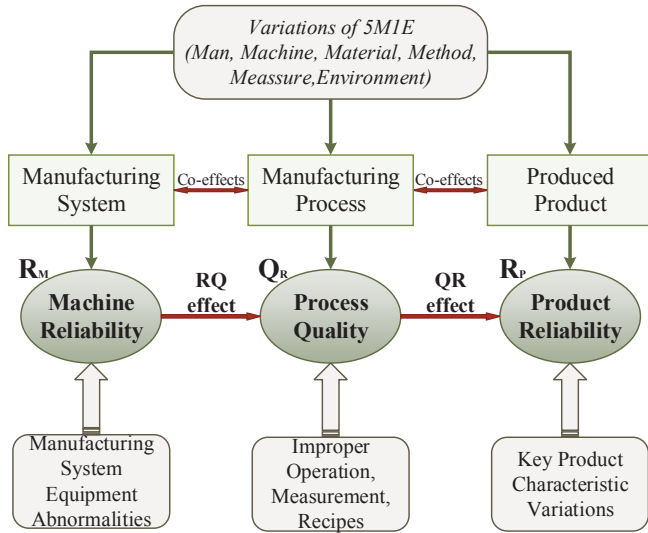 Variations of 5M1E
(Man, Machine, Material, Method,
Meassure,Environment)
Manufacturing
System
Co-effects
Manufacturing
Process
Co-effects
Produced
Product
RM
Machine
Reliability
RQ
effect
QR
Process
Quality
QR
effect
RP
Product
Reliability
Manufacturing
System
Equipment
Abnormalities
Improper
Operation,
Measurement,
Recipes
Key Product
Characteristic
Variations